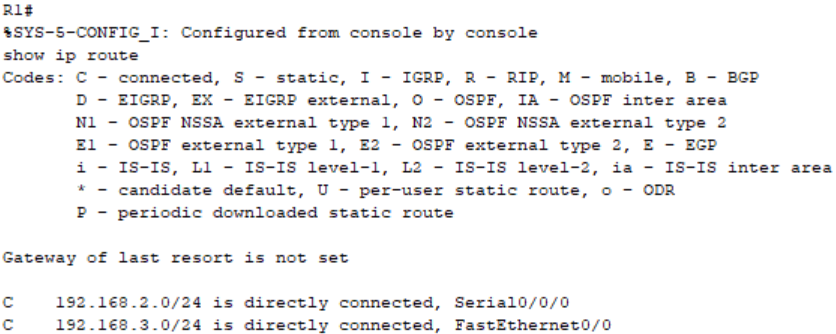 R1#
%SYS-5-CONFIG_I: Configured from console by console
show ip route
Codes: C - connected, S - static, I - IGRP, R - RIP, M - mobile, B - BGP
D - EIGRP, EX - EIGRP external, O - OSPF, IA - OSPF inter area
N1 - OSPF NSSA external type 1, N2 - OSPF NSSA external type 2
E1 - OSPF external type 1, E2 - OSPF external type 2, E - EGP
i - IS-IS, L1 - IS-IS level-1, L2 - IS-IS level-2, ia - IS-IS inter area
* - candidate default, U - per-user static route, o - ODR
P - periodic downloaded static route
Gateway of last resort is not set
C 192.168.2.0/24 is directly connected, Serial0/0/0
C 192.168.3.0/24 is directly connected, FastEthernet0/0